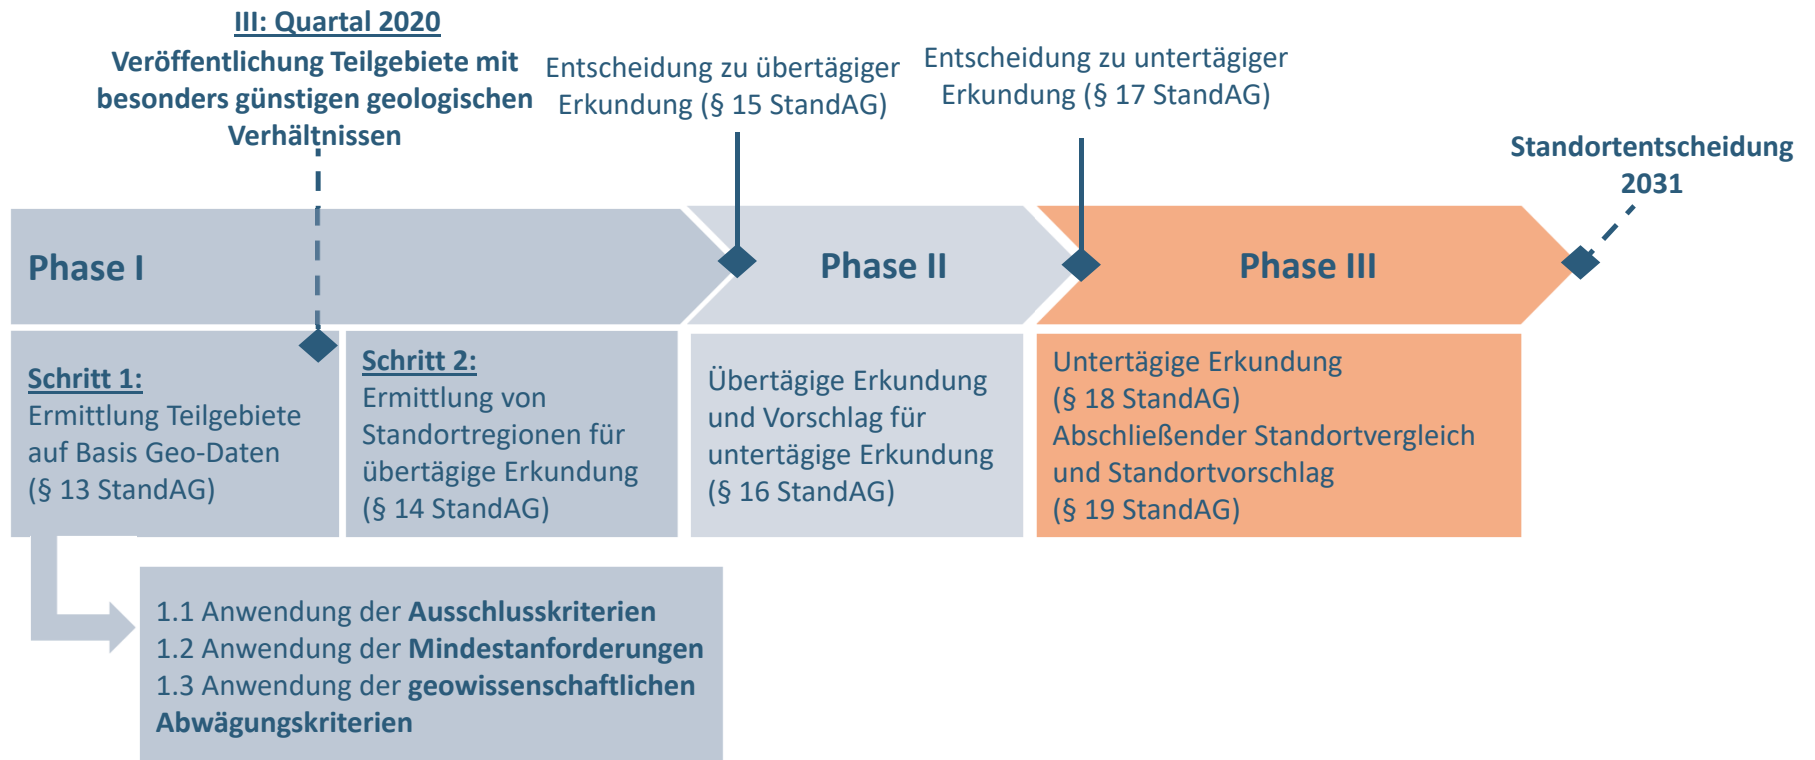 III: Quartal 2020
Veröffentlichung Teilgebiete mit
besonders günstigen geologischen
Verhältnissen
Entscheidung zu übertägiger
Erkundung (§ 15 StandAG)
Entscheidung zu untertägiger
Erkundung (§ 17 StandAG)
Standortentscheidung
2031
Phase I
Phase II
Phase III
Schritt 1:
Ermittlung Teilgebiete
auf Basis Geo-Daten
(§ 13 StandAG)
Schritt 2:
Ermittlung von
Standortregionen für
übertägige Erkundung
(§ 14 StandAG)
Übertägige Erkundung
und Vorschlag für
untertägige Erkundung
(§ 16 StandAG)
Untertägige Erkundung
(§ 18 StandAG)
Abschließender Standortvergleich
und Standortvorschlag
(§ 19 StandAG)
1.1 Anwendung der Ausschlusskriterien
1.2 Anwendung der Mindestanforderungen
1.3 Anwendung der geowissenschaftlichen
Abwägungskriterien